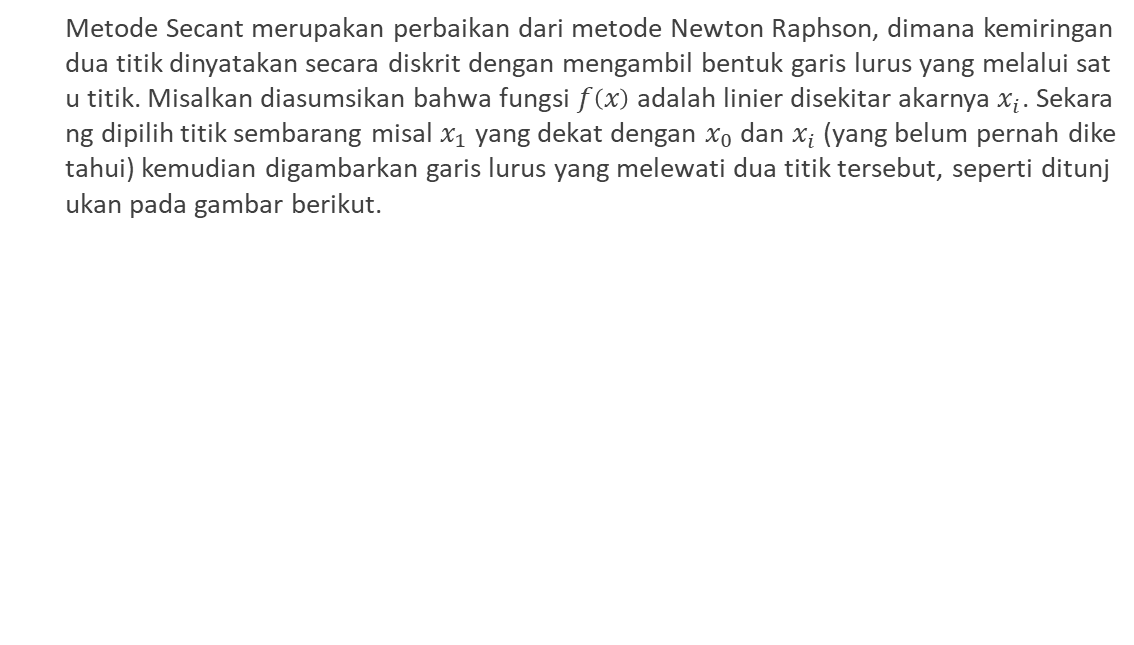 Metode Secant merupakan perbaikan dari metode Newton Raphson, dimana kemiringan
dua titik dinyatakan secara diskrit dengan mengambil bentuk garis lurus yang melalui sat
u titik. Misalkan diasumsikan bahwa fungsi 𝑓(𝑥) adalah linier disekitar akarnya 𝑥ᵢ. Sekara
ng dipilih titik sembarang misal 𝑥₁ yang dekat dengan 𝑥₀ dan 𝑥ᵢ (yang belum pernah dike
tahui) kemudian digambarkan garis lurus yang melewati dua titik tersebut, seperti ditunj
ukan pada gambar berikut.